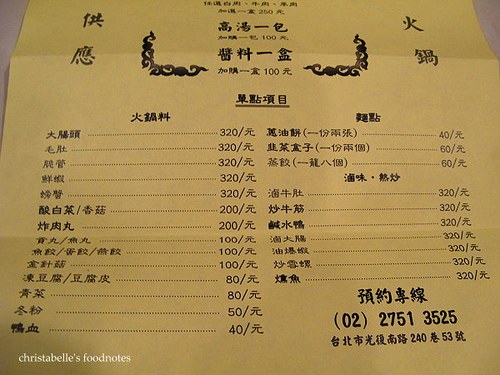 任選白肉、牛肉、羊肉
加選一盒 250 元
供應
火鍋
高湯一包
加購一包 100 元
醬料一盒
加購一盒 100 元
單點項目
火鍋料
大腸頭 320/元
毛肚 320/元
脆管 320/元
鮮蝦 320/元
螃蟹 320/元
酸白菜/香菇 200/元
炸肉丸 200/元
貢丸/魚丸 100/元
魚餃/蛋餃/燕餃 100/元
金針菇 100/元
凍豆腐/豆腐皮 80/元
青菜 80/元
冬粉 50/元
鴨血 40/元
麵點
蔥油餅(一份兩張) 40/元
韭菜盒子(一份兩個) 60/元
蒸餃(一籠八個) 60/元
滷味・熱炒
滷牛肚 320/元
炒牛筋 320/元
鹹水鴨 320/元
滷大腸 320/元
油爆蝦 320/元
炒雪螺 320/元
燻魚 320/元
預約專線
(02) 2751 3525
台北市光復南路 240 巷 53 號
christabelle's foodnotes